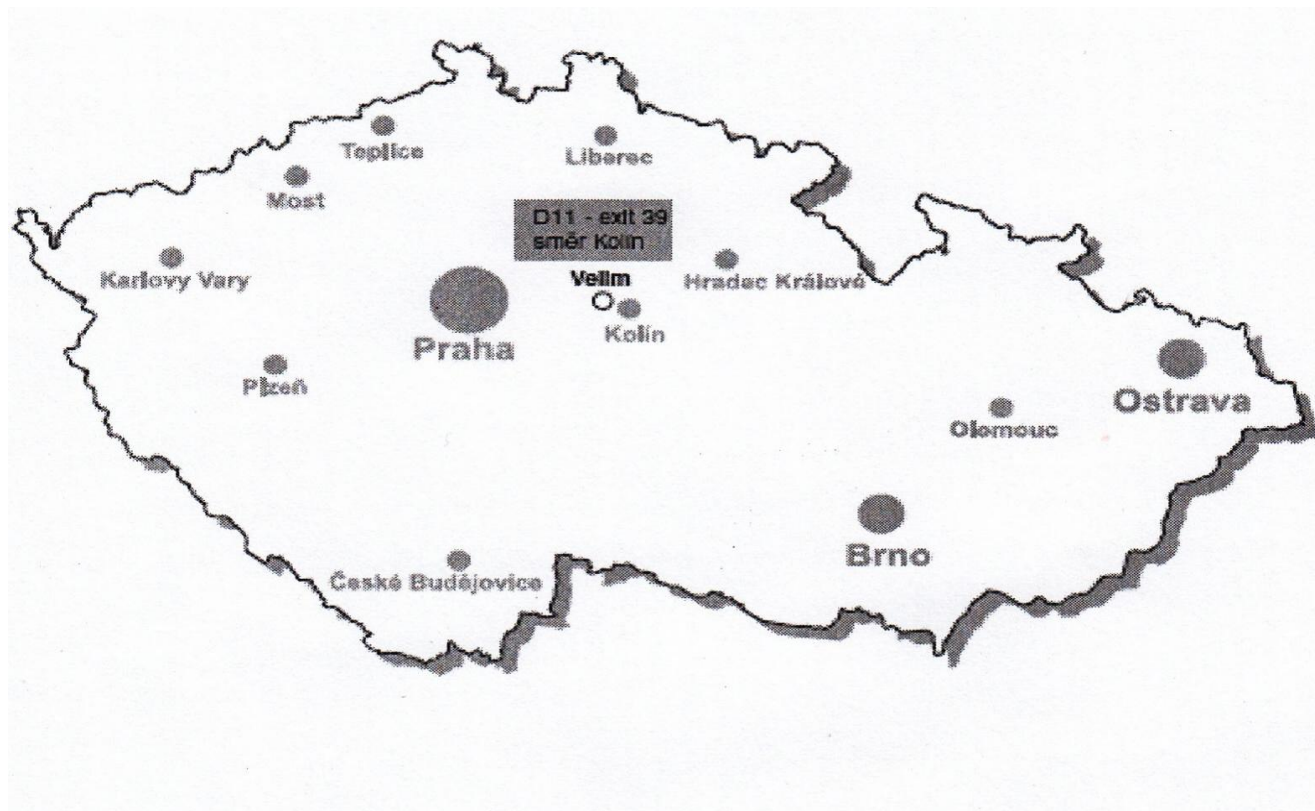 Teplice
Liberec
Most
D11 - exit 39
směr Kolín
Karlovy Vary
Velim
Hradec Králové
Kolín
Praha
Plzeň
Ostrava
Olomouc
Brno
České Budějovice